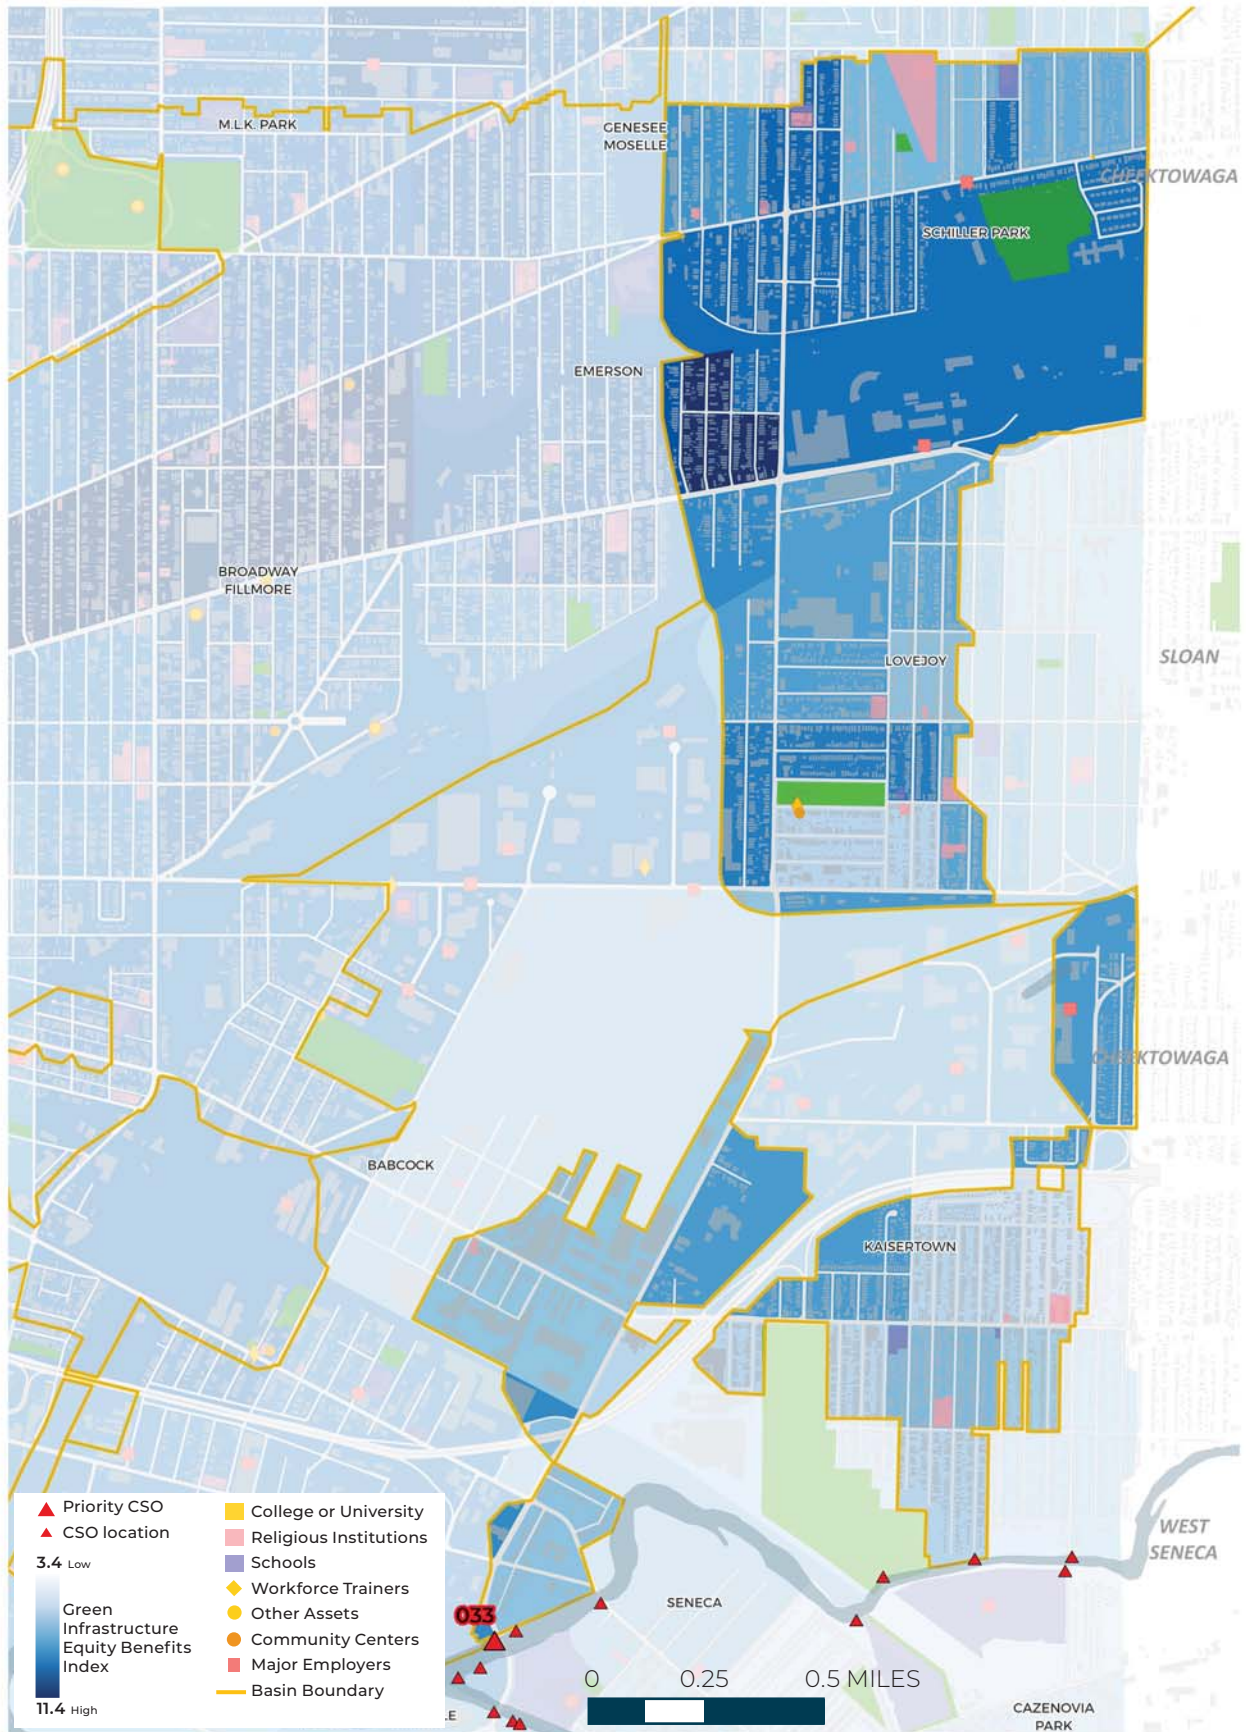 M.L.K. PARK
GENESEE
MOSELLE
CHEEKTOWAGA
SCHILLER PARK
EMERSON
BROADWAY
FILLMORE
LOVEJOY
SLOAN
CHEEKTOWAGA
BABCOCK
KAISERTOWN
WEST
SENECA
SENECA
033
CAZENOVIA
PARK
LE
Priority CSO
CSO location
3.4 Low
Green
Infrastructure
Equity Benefits
Index
11.4 High
College or University
Religious Institutions
Schools
Workforce Trainers
Other Assets
Community Centers
Major Employers
Basin Boundary
0 0.25 0.5 MILES